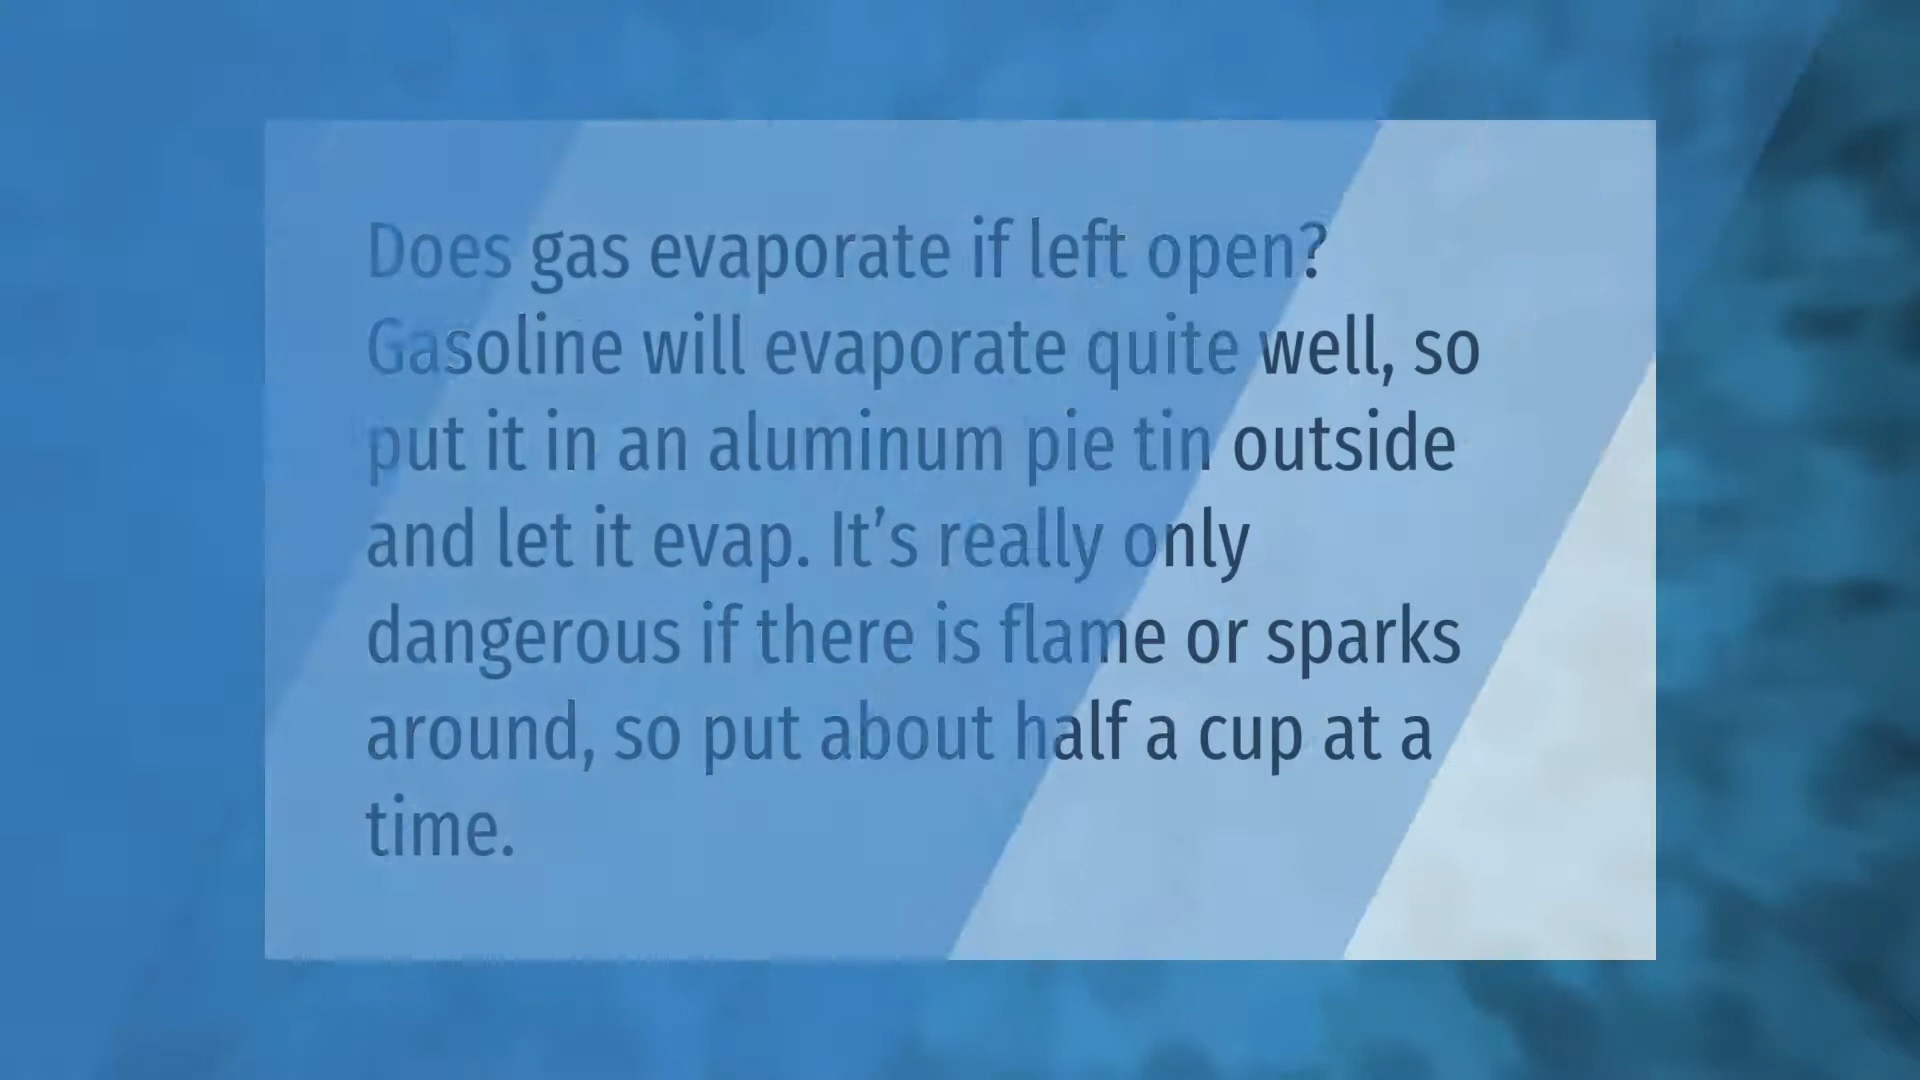 Does gas evaporate if left open?
Gasoline will evaporate quite well, so
put it in an aluminum pie tin outside
and let it evap. It’s really only
dangerous if there is flame or sparks
around, so put about half a cup at a
time.